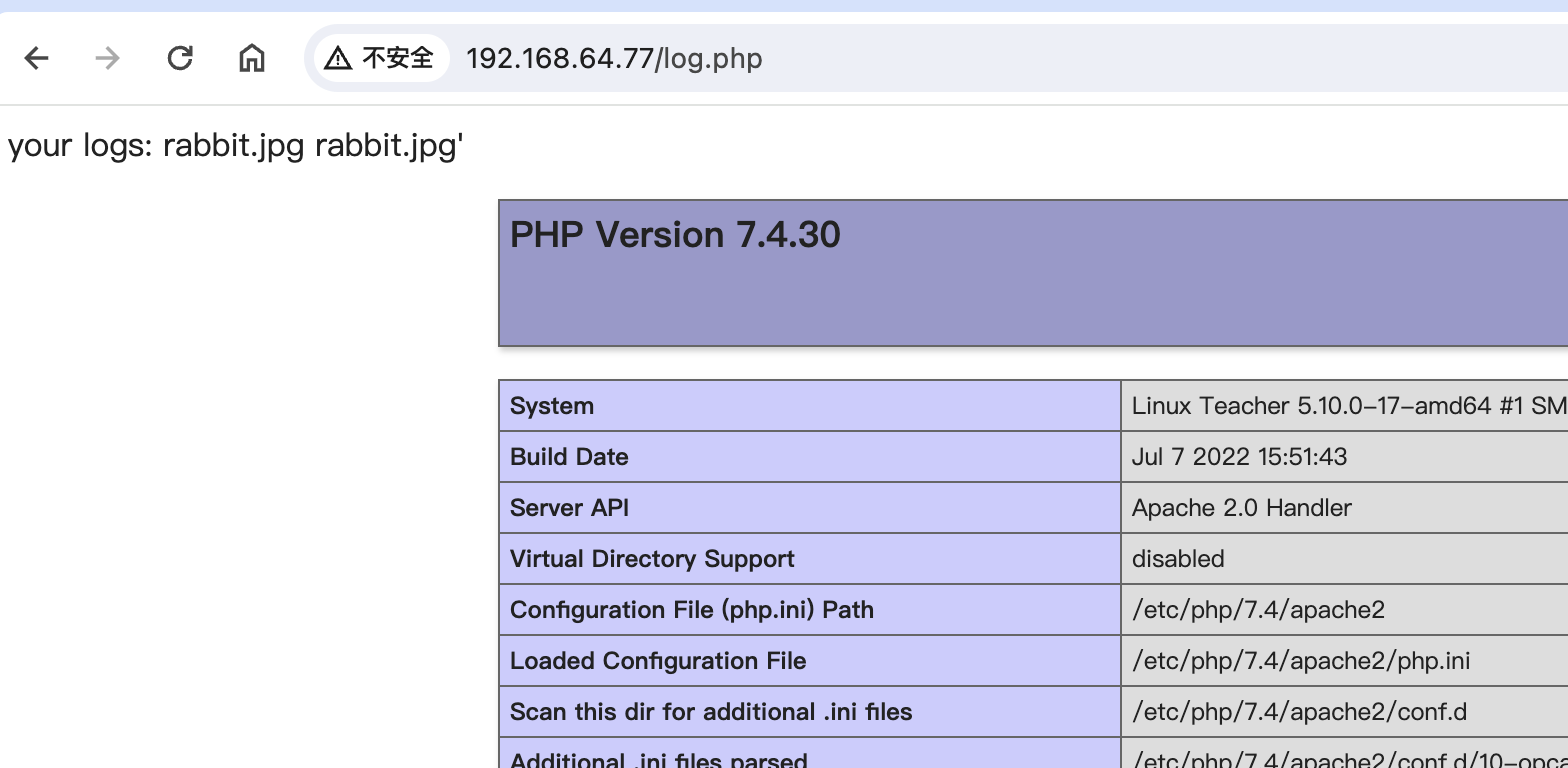 不安全 192.168.64.77/log.php
your logs: rabbit.jpg rabbit.jpg'
PHP Version 7.4.30
System Linux Teacher 5.10.0-17-amd64 #1 SM
Build Date Jul 7 2022 15:51:43
Server API Apache 2.0 Handler
Virtual Directory Support disabled
Configuration File (php.ini) Path /etc/php/7.4/apache2
Loaded Configuration File /etc/php/7.4/apache2/php.ini
Scan this dir for additional .ini files /etc/php/7.4/apache2/conf.d
Additional .ini files parsed /etc/php/7.4/apache2/conf.d/10-opca